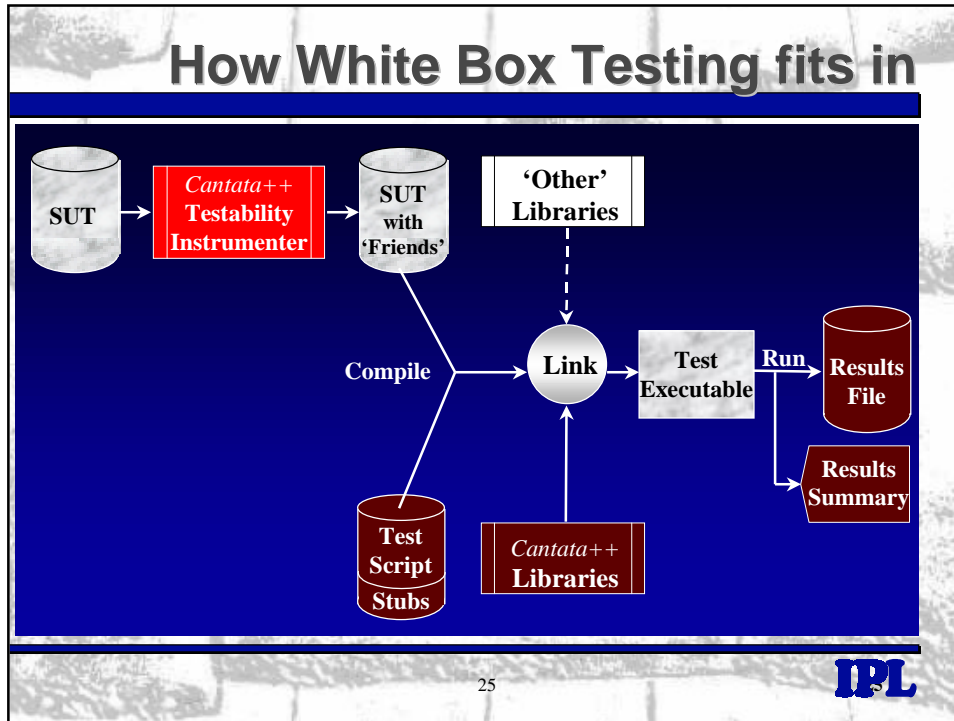 How White Box Testing fits in
SUT
Cantata++
Testability
Instrumenter
SUT
with
‘Friends’
‘Other’
Libraries
Compile
Link
Test
Executable
Run
Results
File
Results
Summary
Test
Script
Stubs
Cantata++
Libraries
25
IPL